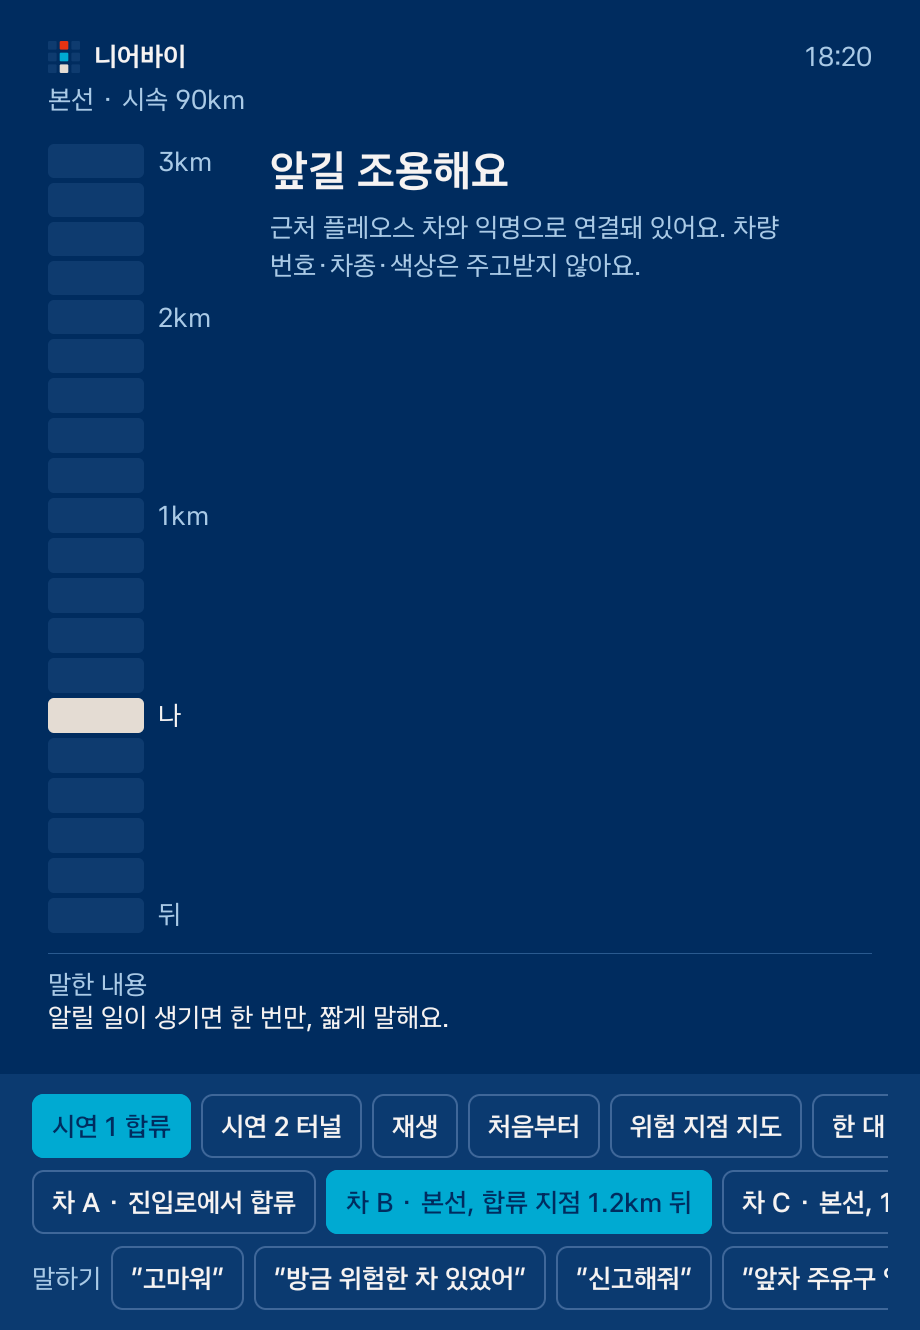 니어바이
18:20
본선 · 시속 90km
3km
앞길 조용해요
근처 플레오스 차와 익명으로 연결돼 있어요. 차량
번호·차종·색상은 주고받지 않아요.
2km
1km
나
뒤
말한 내용
알릴 일이 생기면 한 번만, 짧게 말해요.
시연 1 합류
시연 2 터널
재생
처음부터
위험 지점 지도
한 대
차 A · 진입로에서 합류
차 B · 본선, 합류 지점 1.2km 뒤
차 C · 본선, 1
말하기
"고마워"
"방금 위험한 차 있었어"
"신고해줘"
"앞차 주유구